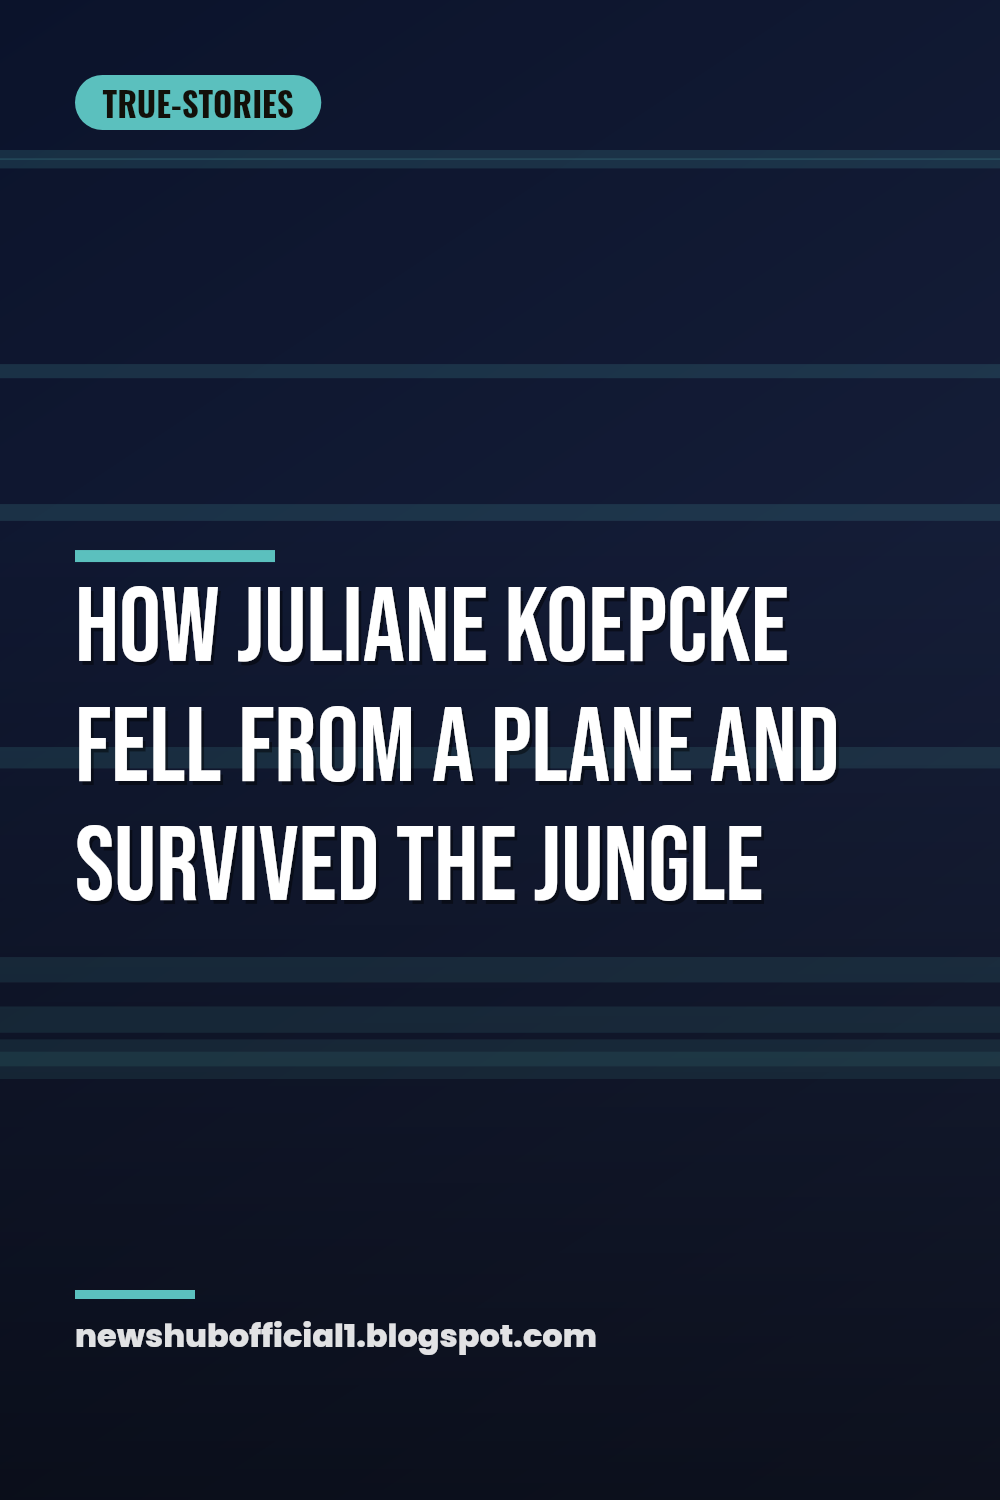 TRUE-STORIES
HOW JULIANE KOEPCKE
FELL FROM A PLANE AND
SURVIVED THE JUNGLE
newshubofficial1.blogspot.com